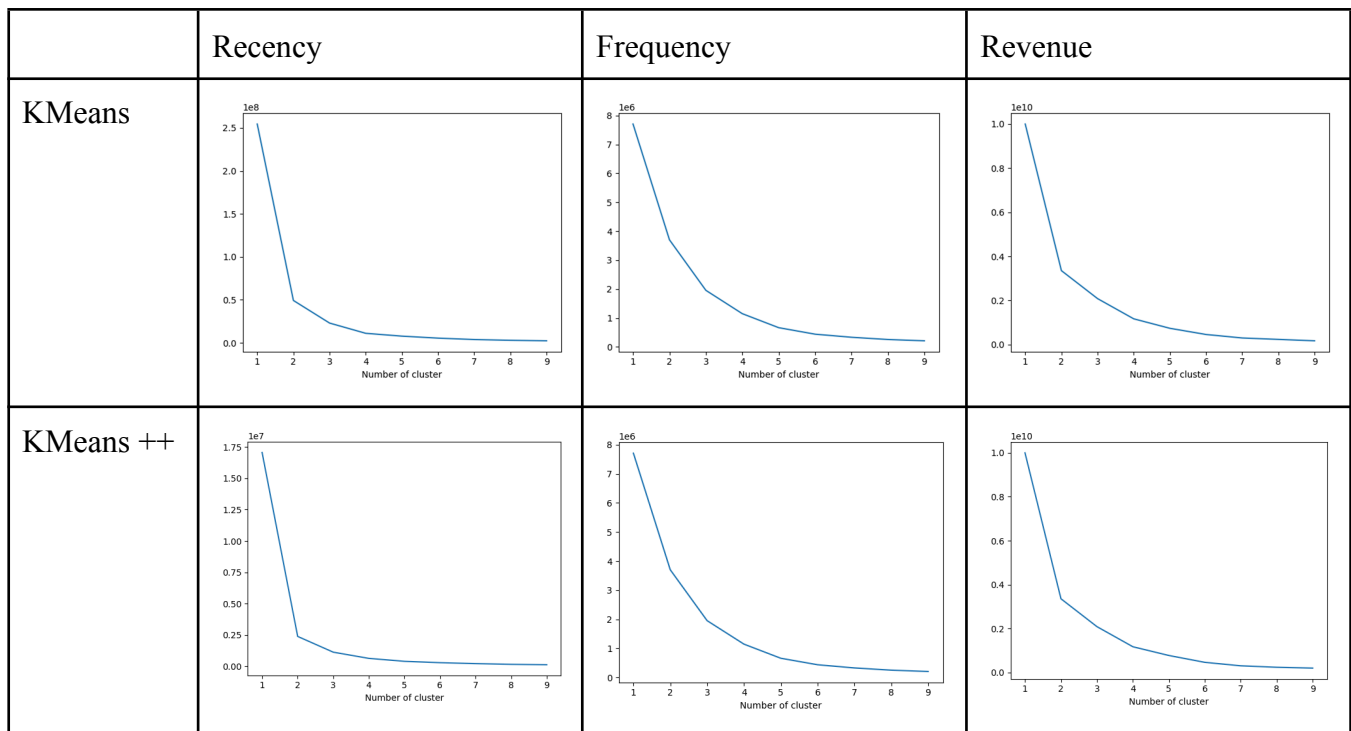 Recency Frequency Revenue
KMeans
1e8
2.5
2.0
1.5
1.0
0.5
0.0
1 2 3 4 5 6 7 8 9
Number of cluster
1e6
8
7
6
5
4
3
2
1
0
1 2 3 4 5 6 7 8 9
Number of cluster
1e10
1.0
0.8
0.6
0.4
0.2
0.0
1 2 3 4 5 6 7 8 9
Number of cluster
KMeans ++
1e7
1.75
1.50
1.25
1.00
0.75
0.50
0.25
0.00
1 2 3 4 5 6 7 8 9
Number of cluster
1e6
8
7
6
5
4
3
2
1
0
1 2 3 4 5 6 7 8 9
Number of cluster
1e10
1.0
0.8
0.6
0.4
0.2
0.0
1 2 3 4 5 6 7 8 9
Number of cluster